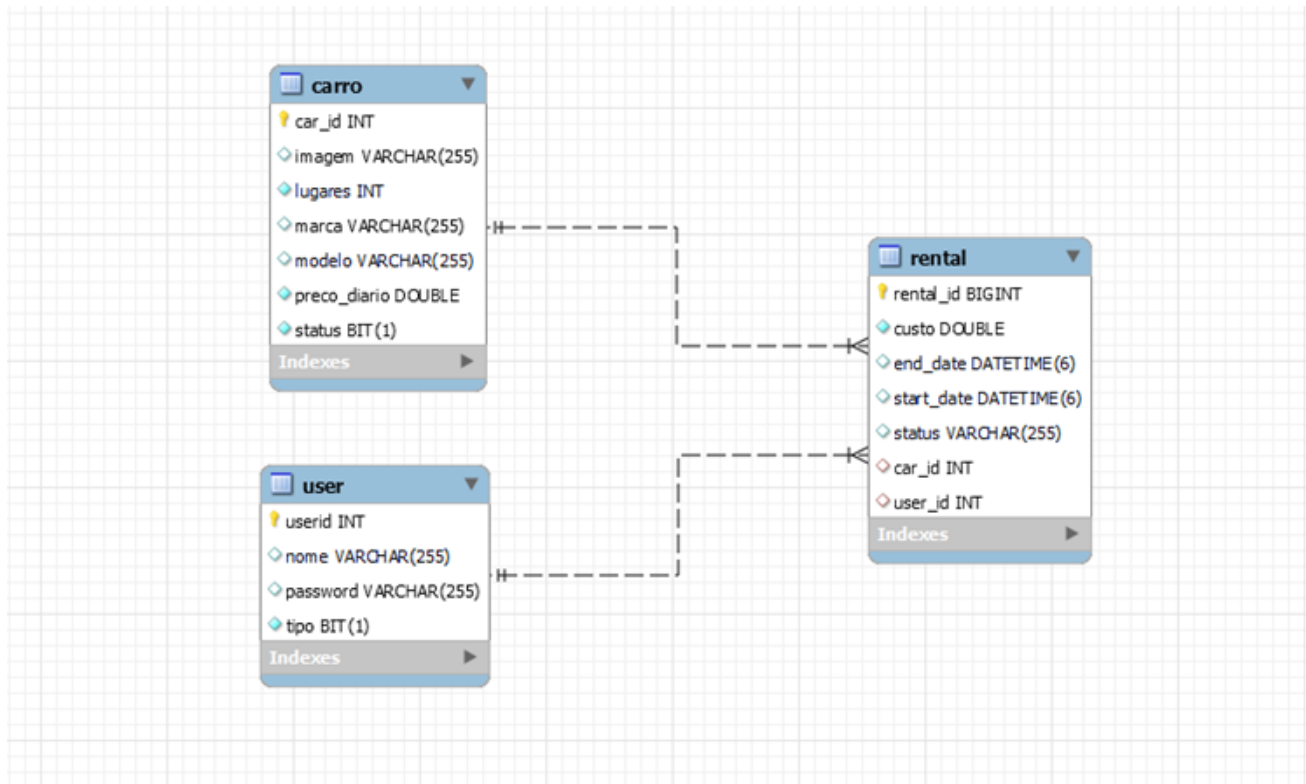 carro
car_id INT
imagem VARCHAR(255)
lugares INT
marca VARCHAR(255)
modelo VARCHAR(255)
preco_diario DOUBLE
status BIT(1)
Indexes
user
userid INT
nome VARCHAR(255)
password VARCHAR(255)
tipo BIT(1)
Indexes
rental
rental_id BIGINT
custo DOUBLE
end_date DATETIME(6)
start_date DATETIME(6)
status VARCHAR(255)
car_id INT
user_id INT
Indexes